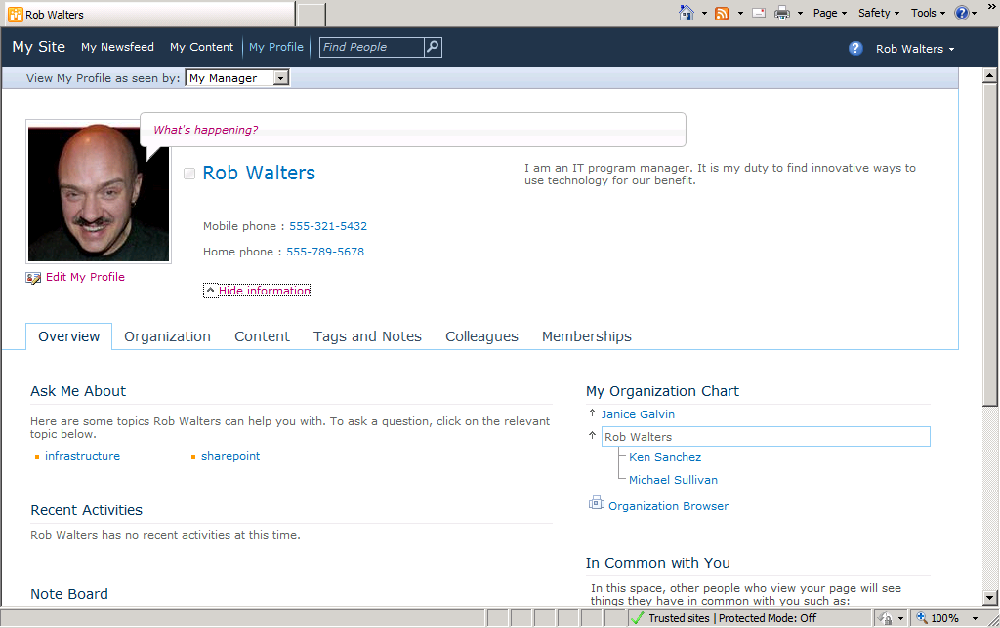 Rob Walters
Page
Safety
Tools
»
My Site My Newsfeed My Content My Profile Find People Rob Walters
View My Profile as seen by: My Manager
What's happening?
Rob Walters
I am an IT program manager. It is my duty to find innovative ways to
use technology for our benefit.
Mobile phone : 555-321-5432
Home phone : 555-789-5678
Edit My Profile
Hide information
Overview Organization Content Tags and Notes Colleagues Memberships
Ask Me About
Here are some topics Rob Walters can help you with. To ask a question, click on the relevant
topic below.
infrastructure sharepoint
Recent Activities
Rob Walters has no recent activities at this time.
Note Board
My Organization Chart
Janice Galvin
Rob Walters
Ken Sanchez
Michael Sullivan
Organization Browser
In Common with You
In this space, other people who view your page will see
things they have in common with you such as:
Trusted sites | Protected Mode: Off 100%